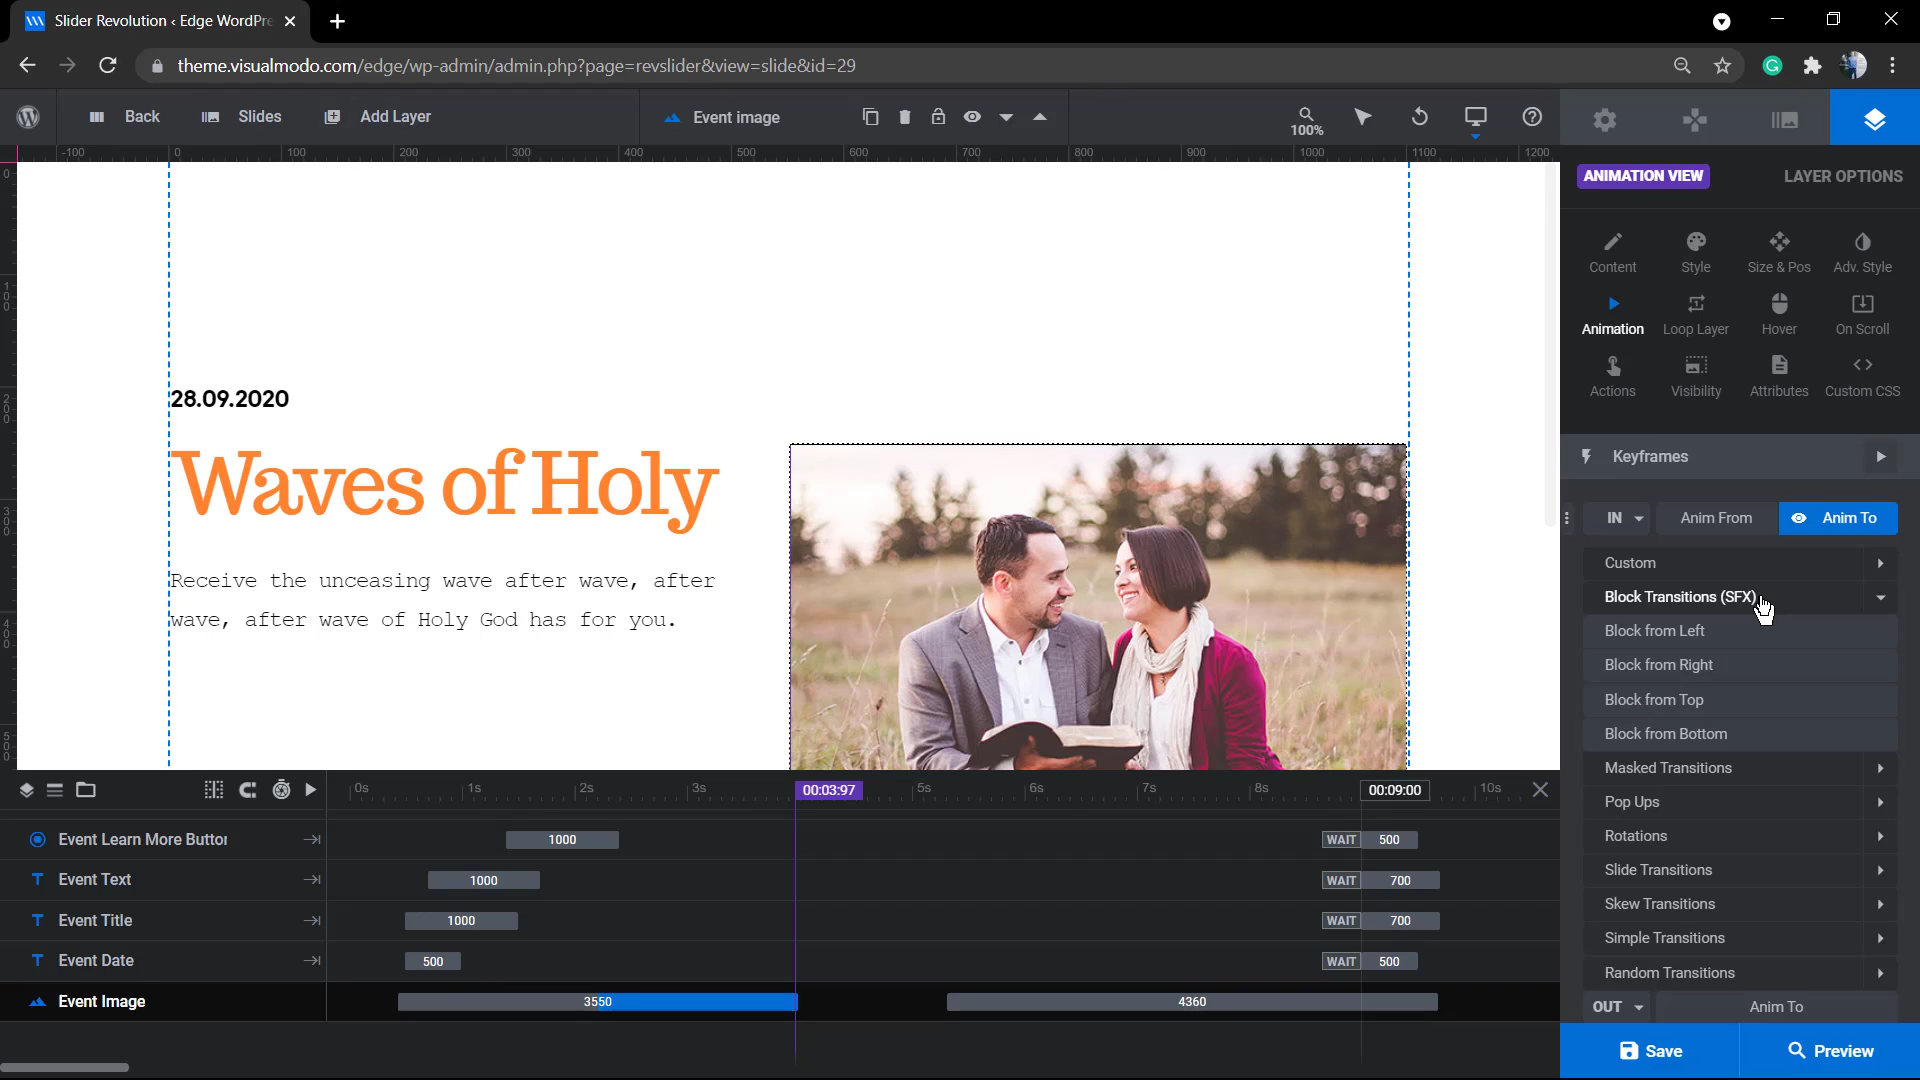 Slider Revolution ‹ Edge WordPre
theme.visualmodo.com/edge/wp-admin/admin.php?page=revslider&view=slide&id=29
Back
Slides
Add Layer
Event image
100%
-100 0 100 200 300 400 500 600 700 800 900 1000 1100 1200
0
100
200
300
400
500
ANIMATION VIEW
LAYER OPTIONS
Content Style Size & Pos Adv. Style
Animation Loop Layer Hover On Scroll
Actions Visibility Attributes Custom CSS
Keyframes
IN Anim From Anim To
Custom
Block Transitions (SFX)
Block from Left
Block from Right
Block from Top
Block from Bottom
Masked Transitions
Pop Ups
Rotations
Slide Transitions
Skew Transitions
Simple Transitions
Random Transitions
OUT Anim To
Save Preview
28.09.2020
Waves of Holy
Receive the unceasing wave after wave, after
wave, after wave of Holy God has for you.
0s 1s 2s 3s 00:03:97 5s 6s 7s 8s 00:09:00 10s
Event Learn More Button 1000 WAIT 500
Event Text 1000 WAIT 700
Event Title 1000 WAIT 700
Event Date 500 WAIT 500
Event Image 3550 4360